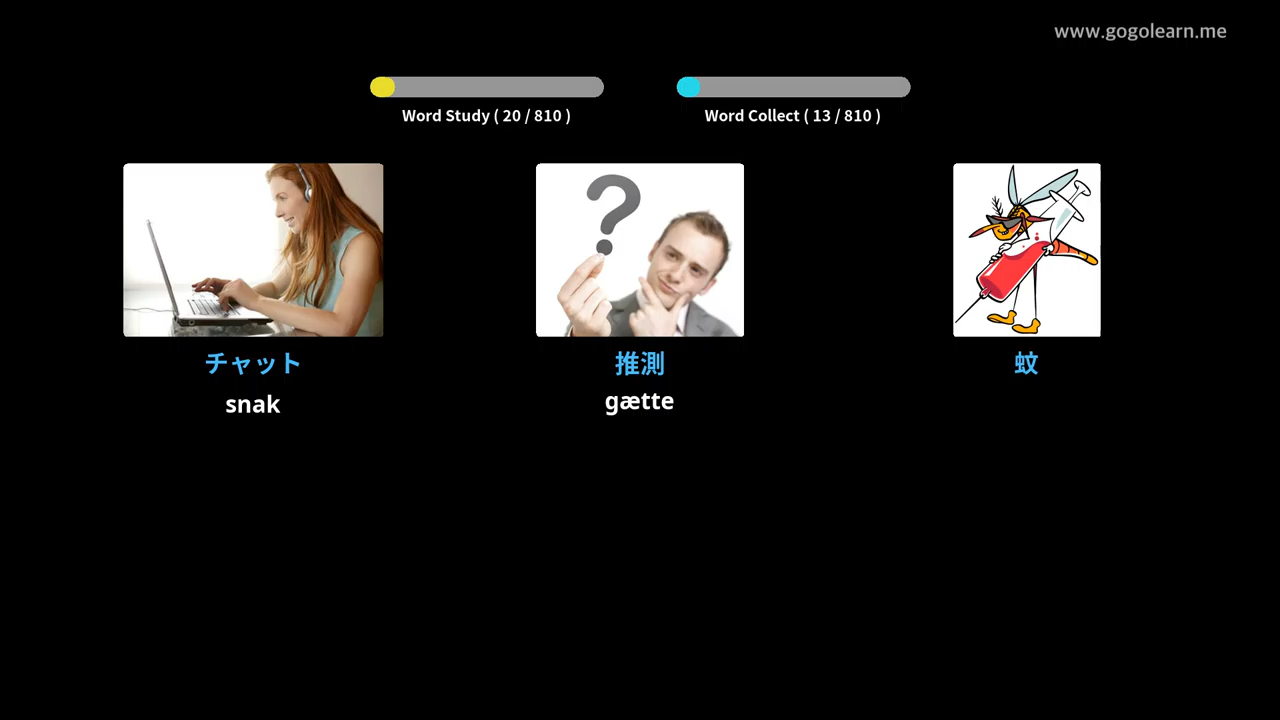 www.gogolearn.me
Word Study ( 20 / 810 )
Word Collect ( 13 / 810 )
チャット
snak
推測
gætte
蚊